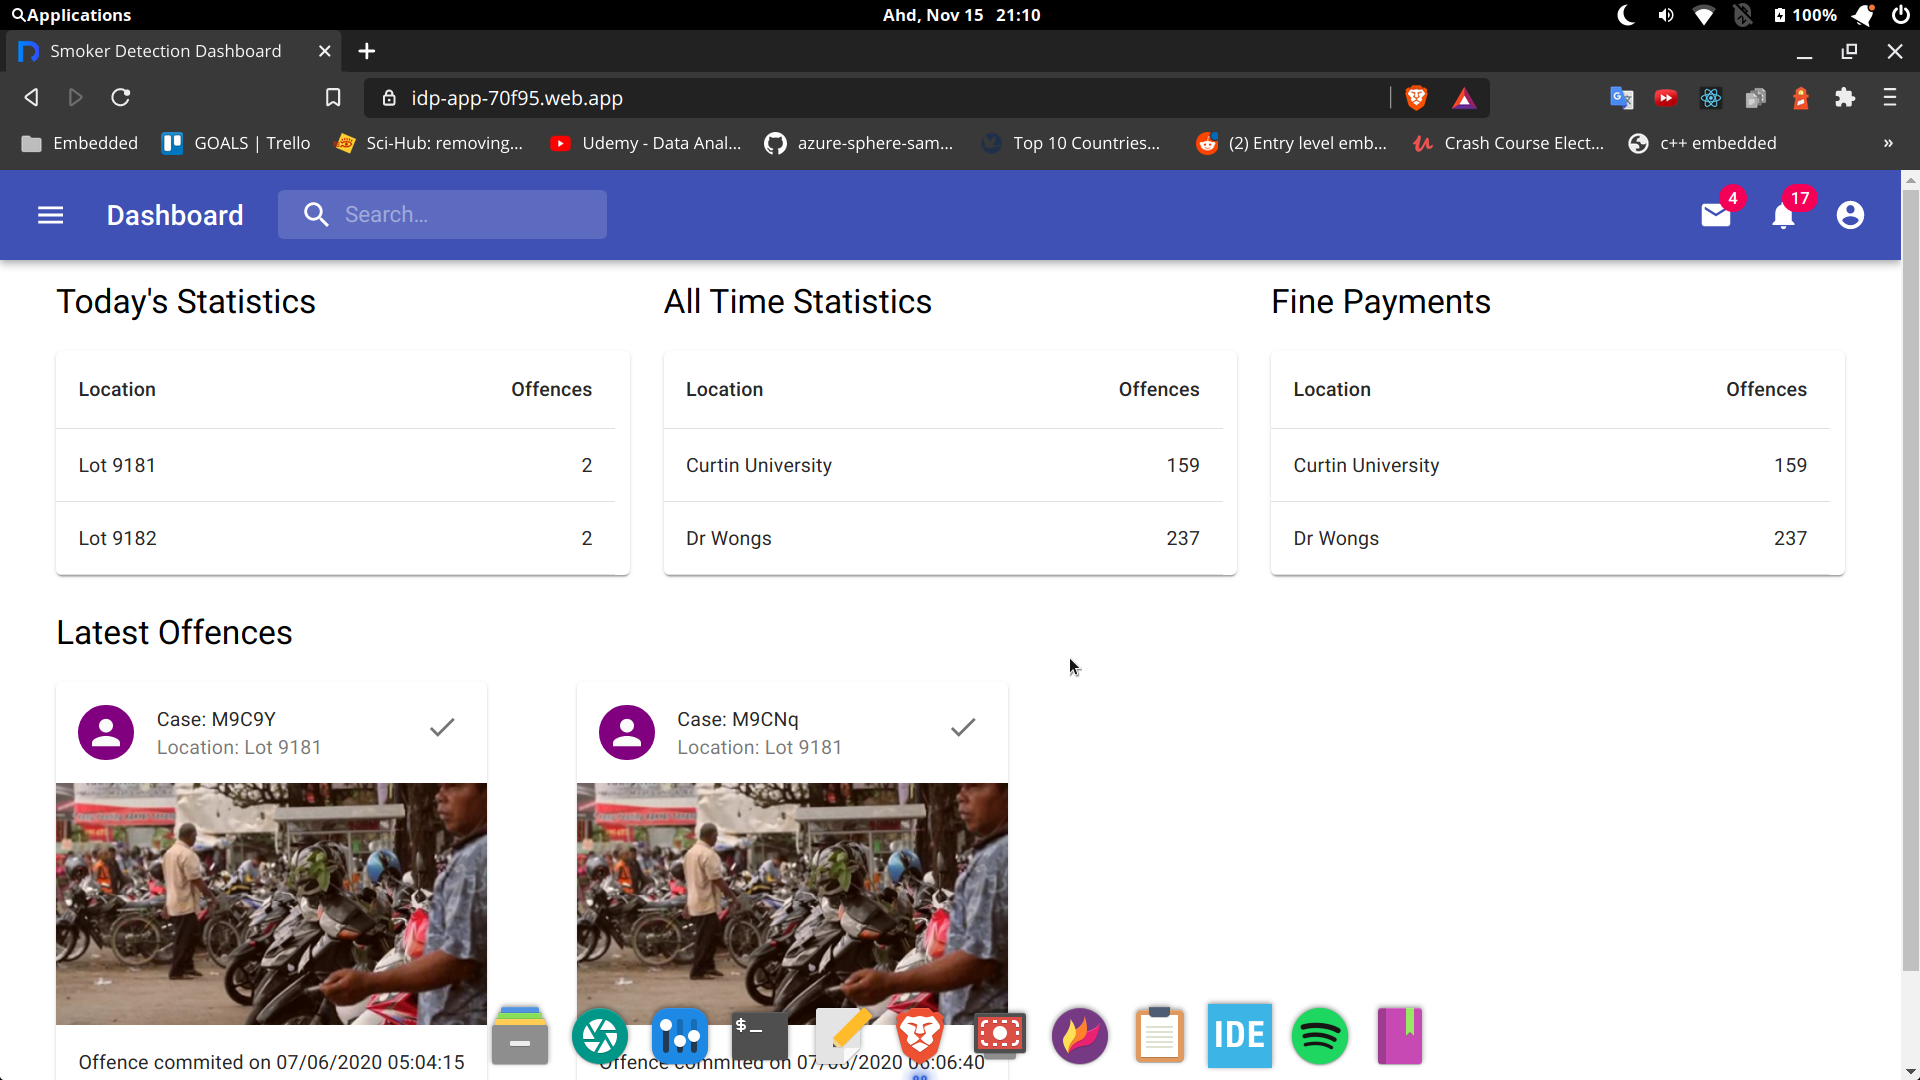 Applications
Ahd, Nov 15 21:10
100%
Smoker Detection Dashboard
idp-app-70f95.web.app
Embedded
GOALS | Trello
Sci-Hub: removing...
Udemy - Data Anal...
azure-sphere-sam...
Top 10 Countries...
(2) Entry level emb...
Crash Course Elect...
c++ embedded
»
Dashboard
Search...
4
17
Today's Statistics
Location Offences
Lot 9181 2
Lot 9182 2
All Time Statistics
Location Offences
Curtin University 159
Dr Wongs 237
Fine Payments
Location Offences
Curtin University 159
Dr Wongs 237
Latest Offences
Case: M9C9Y
Location: Lot 9181
Offence commited on 07/06/2020 05:04:15
Case: M9CNq
Location: Lot 9181
Offence commited on 07/06/2020 06:06:40
$_
IDE